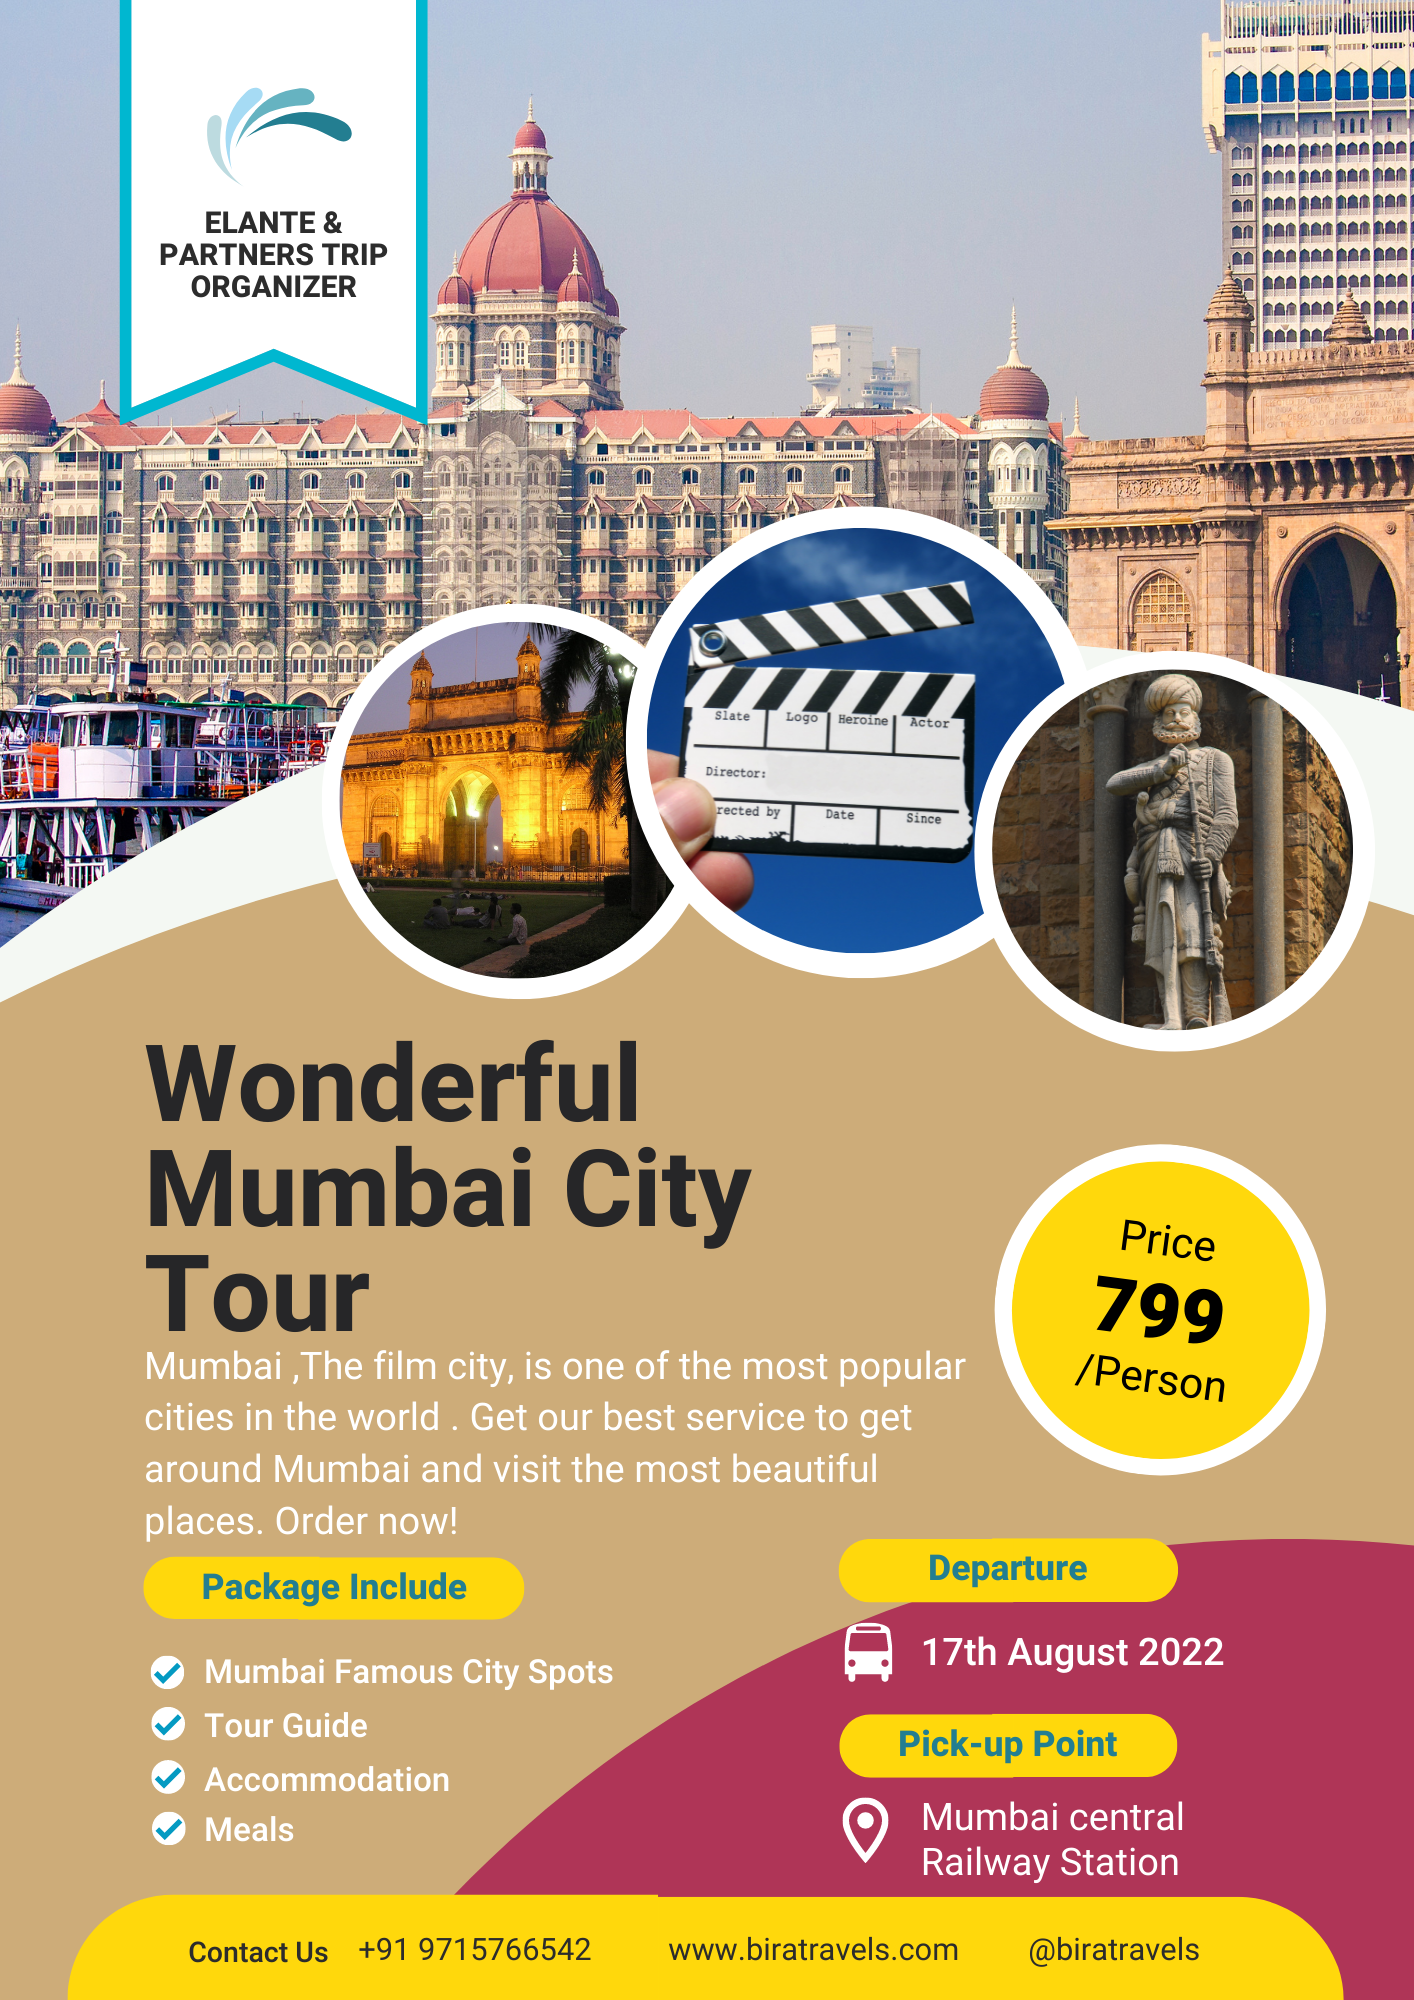 ELANTE &
PARTNERS TRIP
ORGANIZER
Slate
Logo
Heroine
Actor
Director:
rected by
Date
Since
Wonderful
Mumbai City
Tour
Mumbai ,The film city, is one of the most popular
cities in the world . Get our best service to get
around Mumbai and visit the most beautiful
places. Order now!
Price
799
/Person
Package Include
Mumbai Famous City Spots
Tour Guide
Accommodation
Meals
Departure
17th August 2022
Pick-up Point
Mumbai central
Railway Station
Contact Us
+91 9715766542
www.biratravels.com
@biratravels